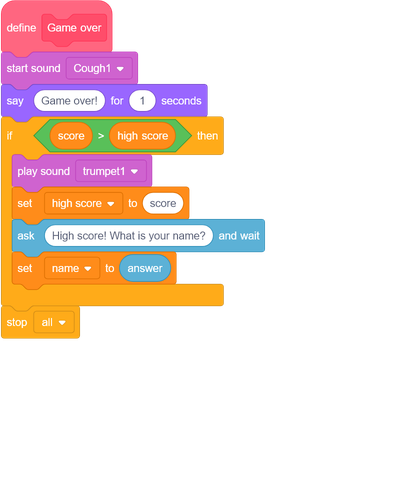 define Game over
start sound Cough1
say Game over! for 1 seconds
if score > high score then
play sound trumpet1
set high score to score
ask High score! What is your name? and wait
set name to answer
stop all